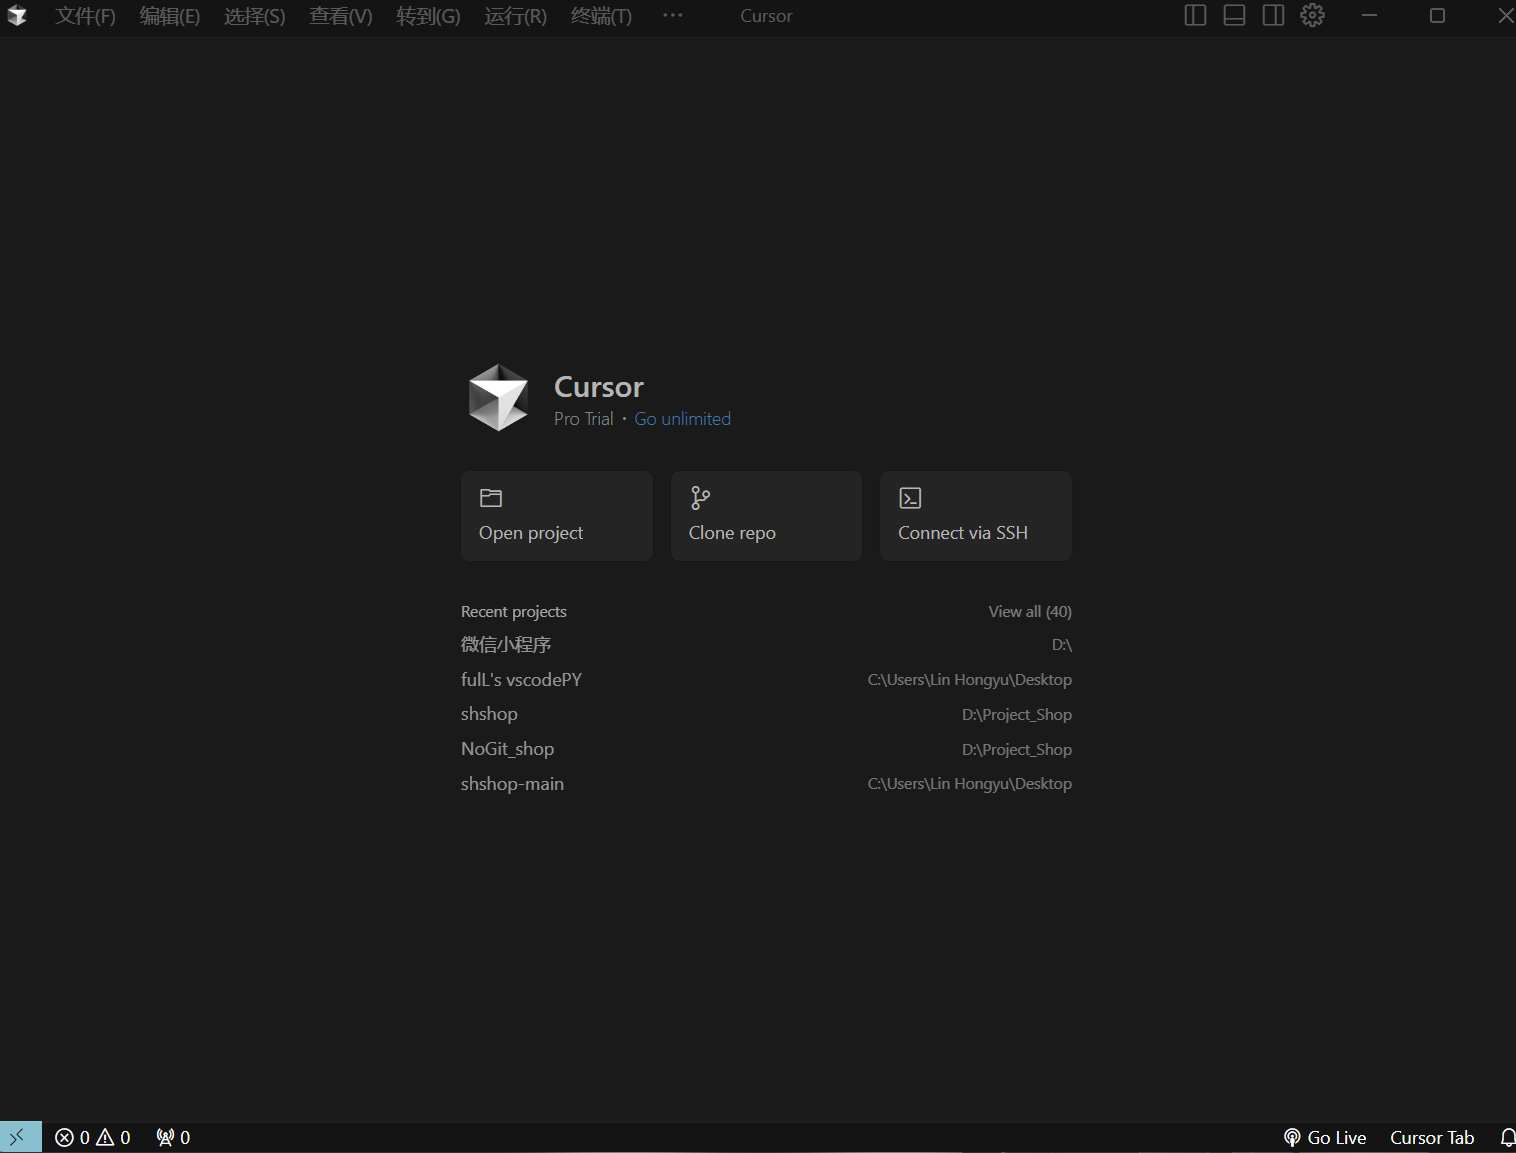 文件(F) 编辑(E) 选择(S) 查看(V) 转到(G) 运行(R) 终端(T) ··· Cursor
Cursor
Pro Trial · Go unlimited
Open project Clone repo Connect via SSH
Recent projects View all (40)
微信小程序 D:\
fulL's vscodePY C:\Users\Lin Hongyu\Desktop
shshop D:\Project_Shop
NoGit_shop D:\Project_Shop
shshop-main C:\Users\Lin Hongyu\Desktop
0 0 0 Go Live Cursor Tab